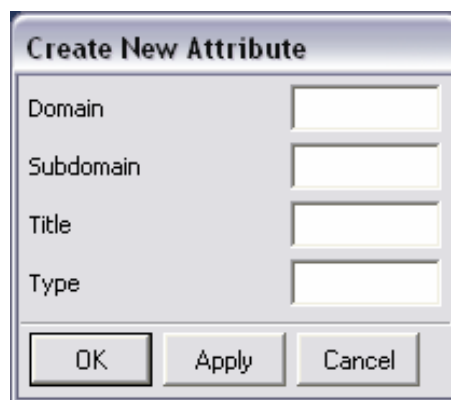 Create New Attribute
Domain
Subdomain
Title
Type
OK Apply Cancel